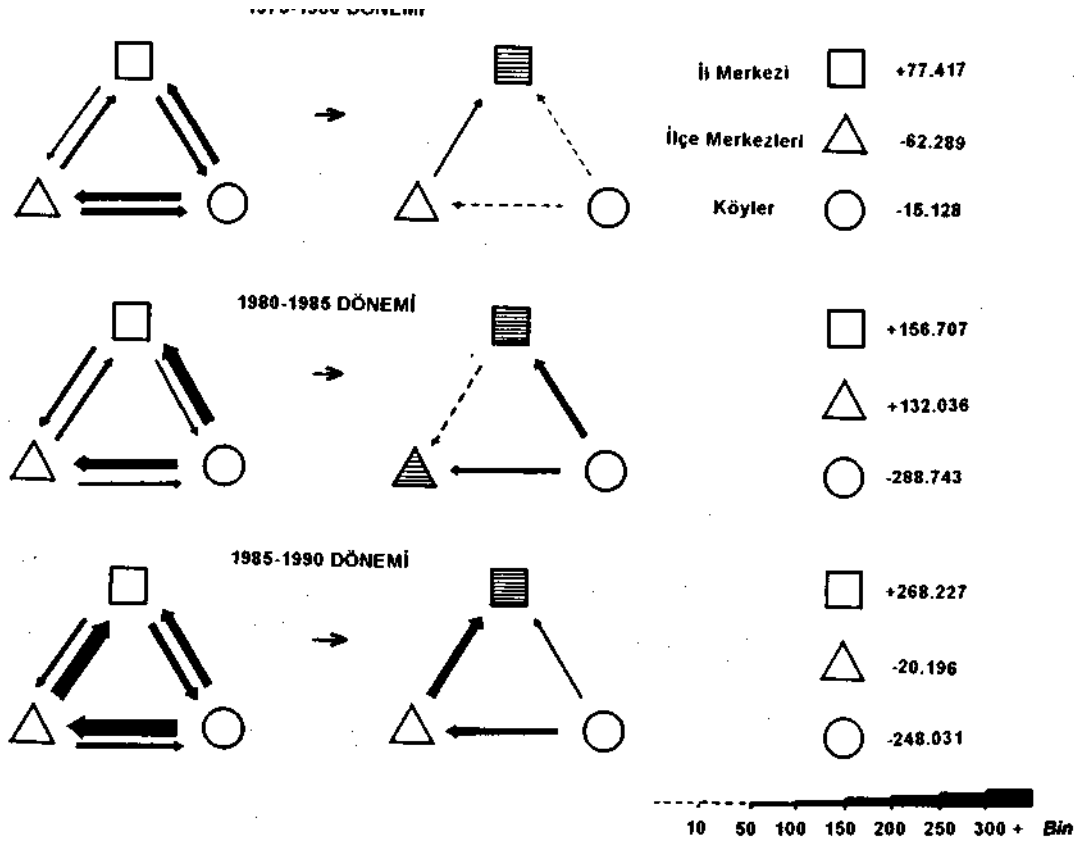 DÖNEMİ
İl Merkezi +77.417
İlçe Merkezleri -62.289
Köyler -15.128
1980-1985 DÖNEMİ
+156.707
+132.036
-288.743
1985-1990 DÖNEMİ
+268.227
-20.196
-248.031
10 50 100 150 200 250 300 + Bin